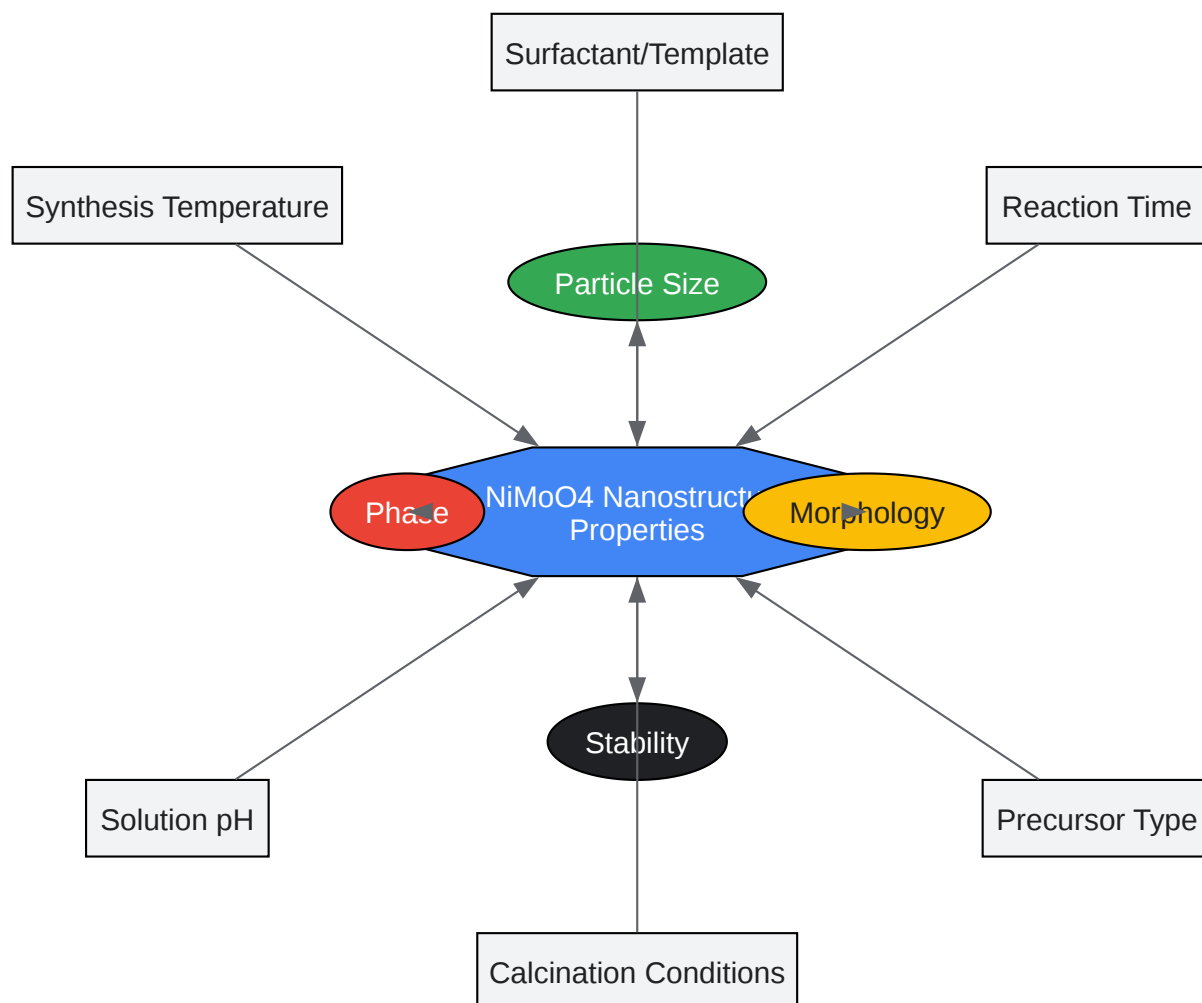 Surfactant/Template
Synthesis Temperature
Reaction Time
Particle Size
Phase
NiMoO4 Nanostructu
Properties
Morphology
Stability
Solution pH
Precursor Type
Calcination Conditions